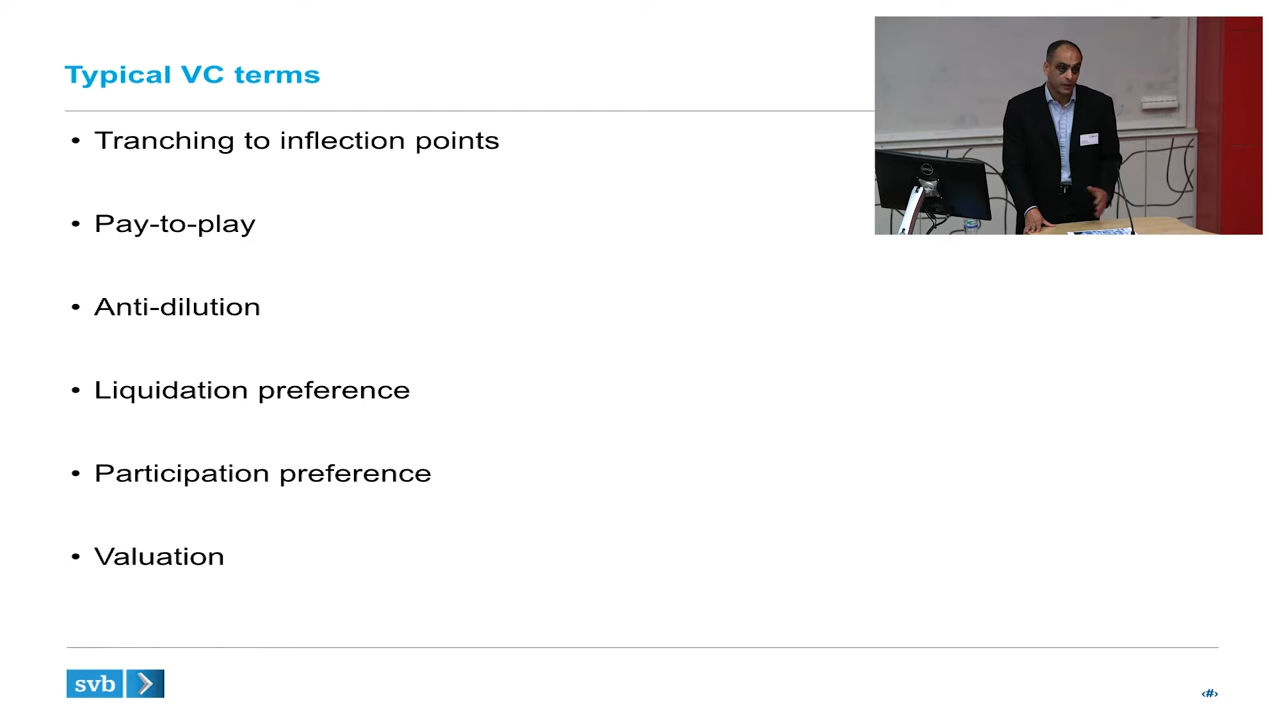 Typical VC terms
• Tranching to inflection points
• Pay-to-play
• Anti-dilution
• Liquidation preference
• Participation preference
• Valuation
svb
‹#›